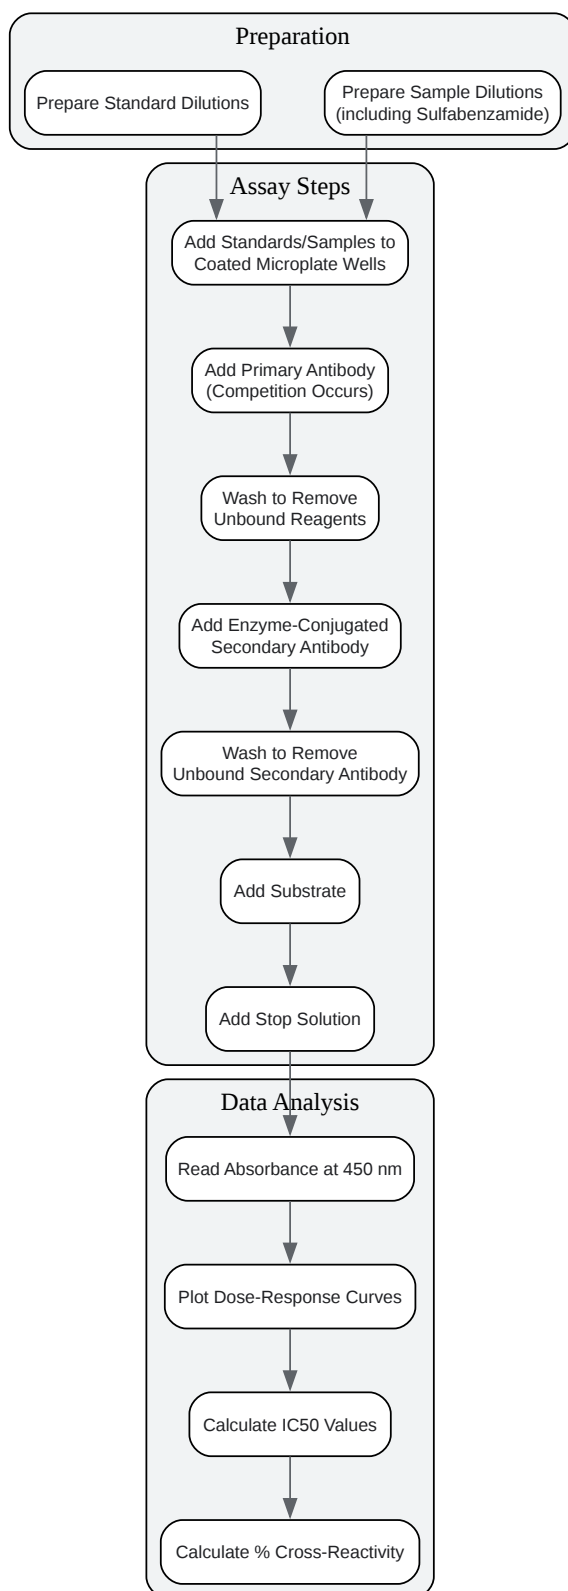 Preparation
Prepare Standard Dilutions
Prepare Sample Dilutions
(including Sulfabenzamide)
Assay Steps
Add Standards/Samples to
Coated Microplate Wells
Add Primary Antibody
(Competition Occurs)
Wash to Remove
Unbound Reagents
Add Enzyme-Conjugated
Secondary Antibody
Wash to Remove
Unbound Secondary Antibody
Add Substrate
Add Stop Solution
Data Analysis
Read Absorbance at 450 nm
Plot Dose-Response Curves
Calculate IC50 Values
Calculate % Cross-Reactivity